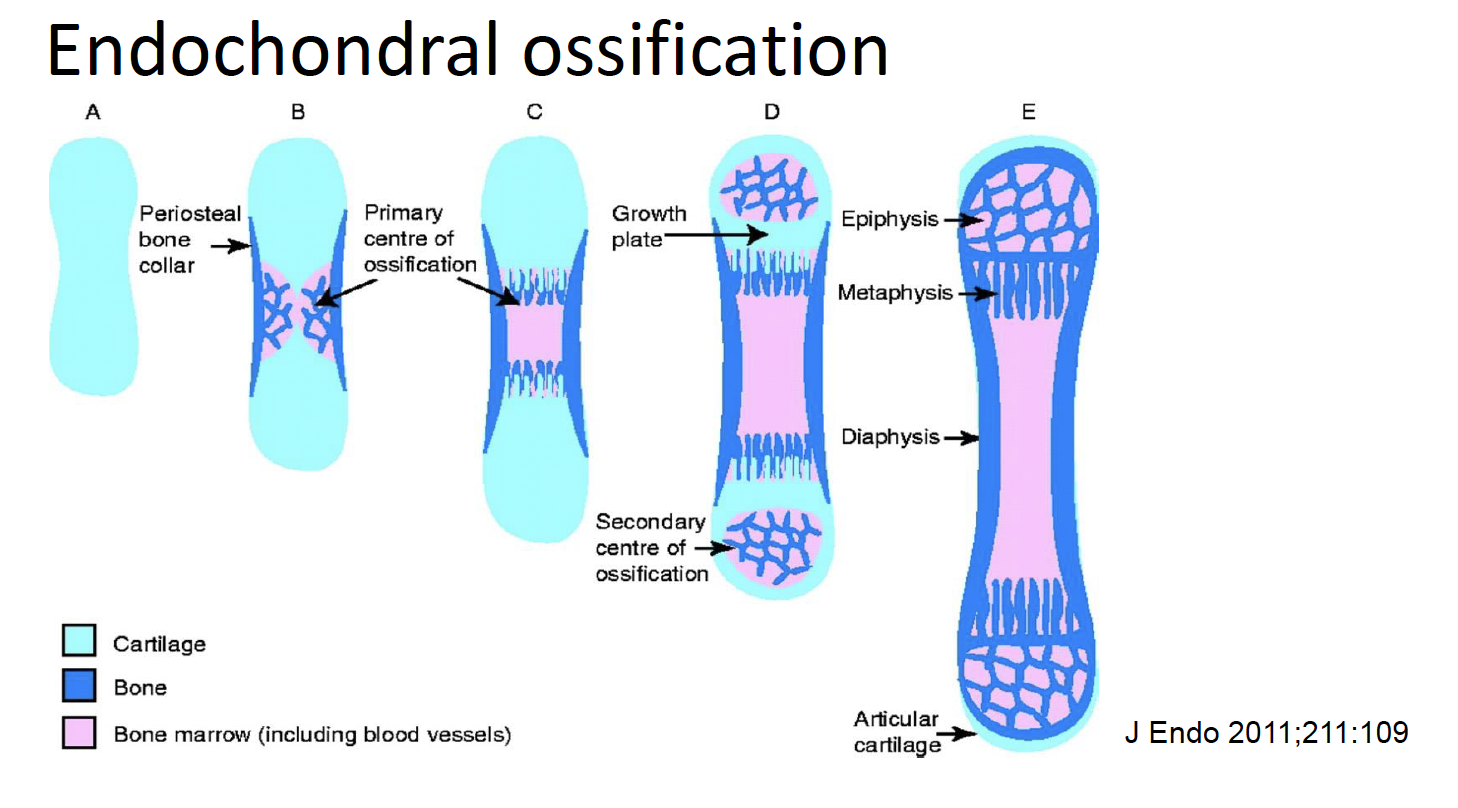 Endochondral ossification
A
B
C
D
E
Periosteal
bone
collar
Primary
centre of
ossification
Growth
plate
Secondary
centre of
ossification
Epiphysis
Metaphysis
Diaphysis
Articular
cartilage
Cartilage
Bone
Bone marrow (including blood vessels)
J Endo 2011;211:109